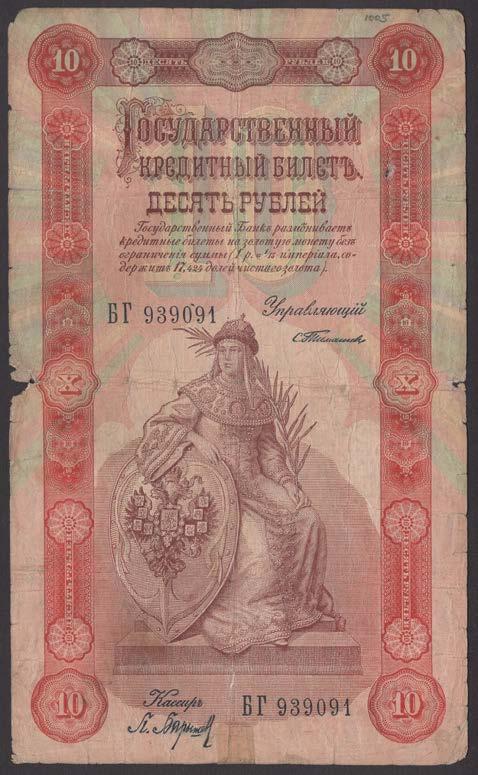 1005
10 ДЕСЯТЬ РУБЛЕЙ 10
ГОСУДАРСТВЕННЫЙ
КРЕДИТНЫЙ БИЛЕТЪ.
ДЕСЯТЬ РУБЛЕЙ
Государственный Банкъ размѣниваетъ
кредитные билеты на золотую монету безъ
ограниченія суммы (1 р. = 1/15 имперіала, со-
держитъ 17,424 долей чистаго золота).
БГ 939091
Управляющій
С. Тимашев
X X
Кассиръ
БГ 939091
10 10